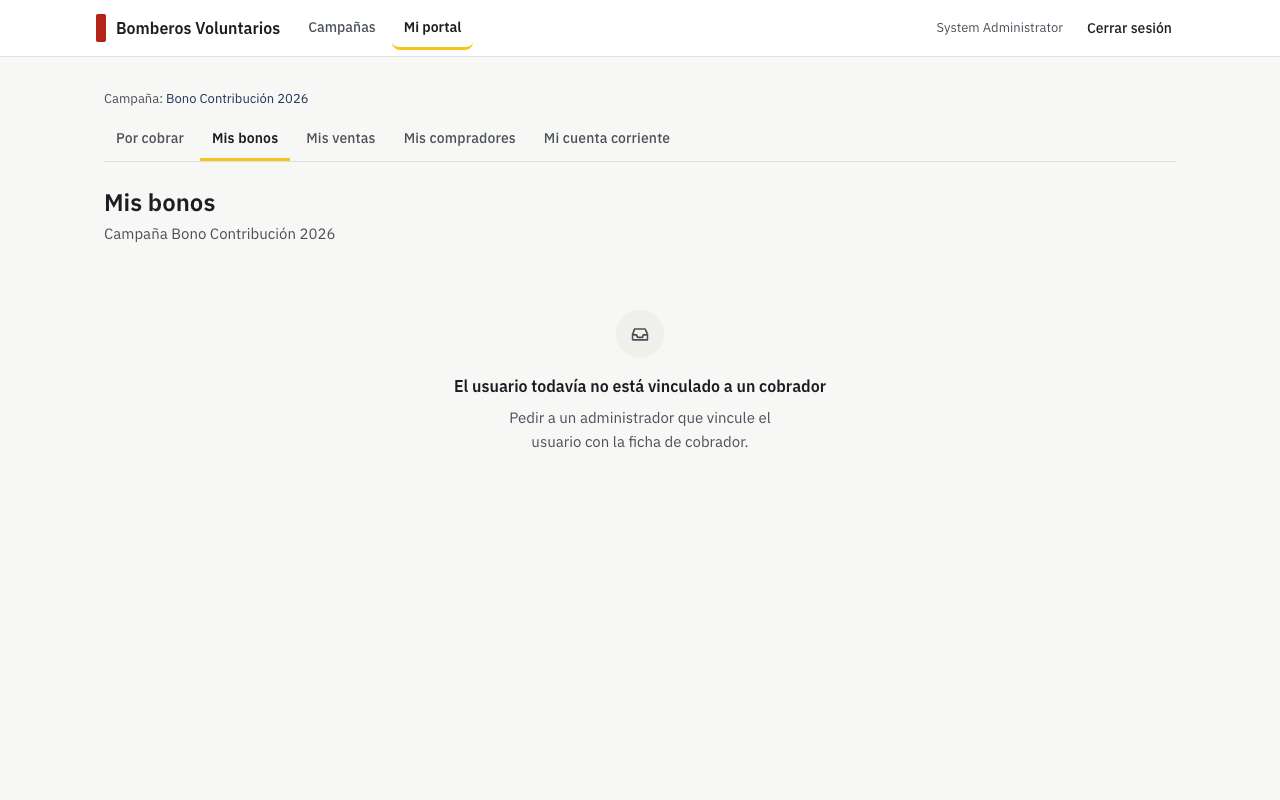 Bomberos Voluntarios
Campañas
Mi portal
System Administrator
Cerrar sesión
Campaña: Bono Contribución 2026
Por cobrar
Mis bonos
Mis ventas
Mis compradores
Mi cuenta corriente
Mis bonos
Campaña Bono Contribución 2026
El usuario todavía no está vinculado a un cobrador
Pedir a un administrador que vincule el
usuario con la ficha de cobrador.